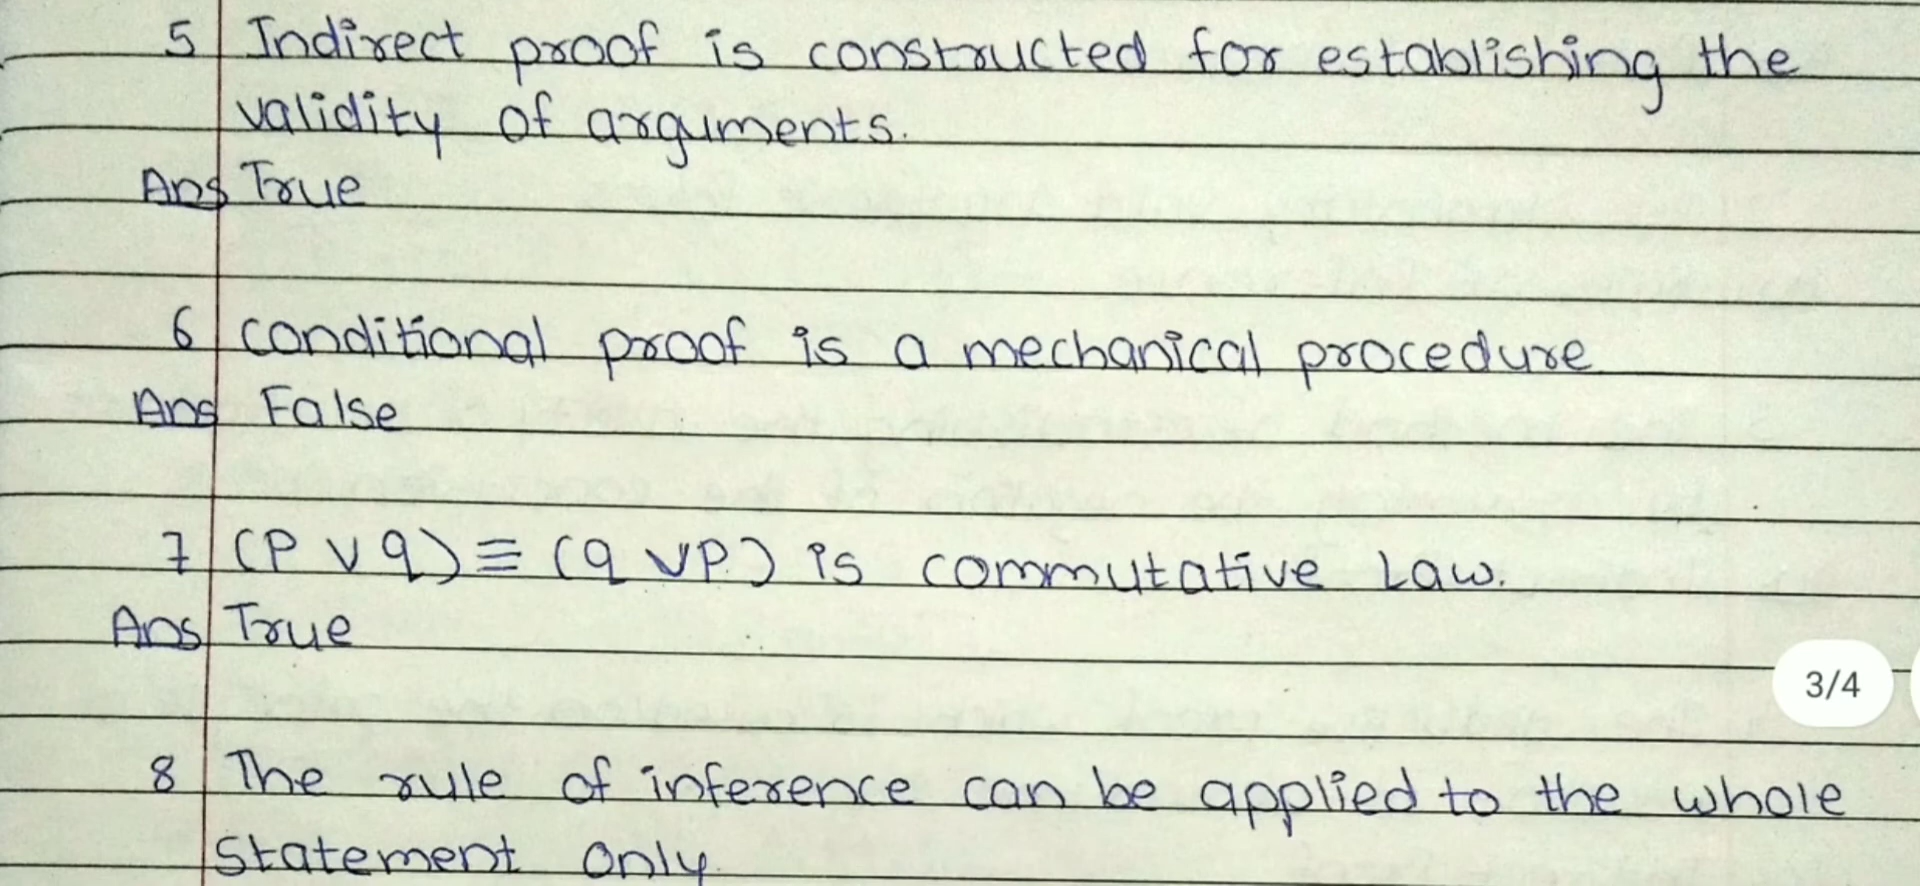 5 Indirect proof is constructed for establishing the
validity of arguments.
Ans True
6 conditional proof is a mechanical procedure
Ans False
7 (P ∨ q) ≡ (q ∨ P) is commutative Law.
Ans True
3/4
8 The rule of inference can be applied to the whole
statement only.